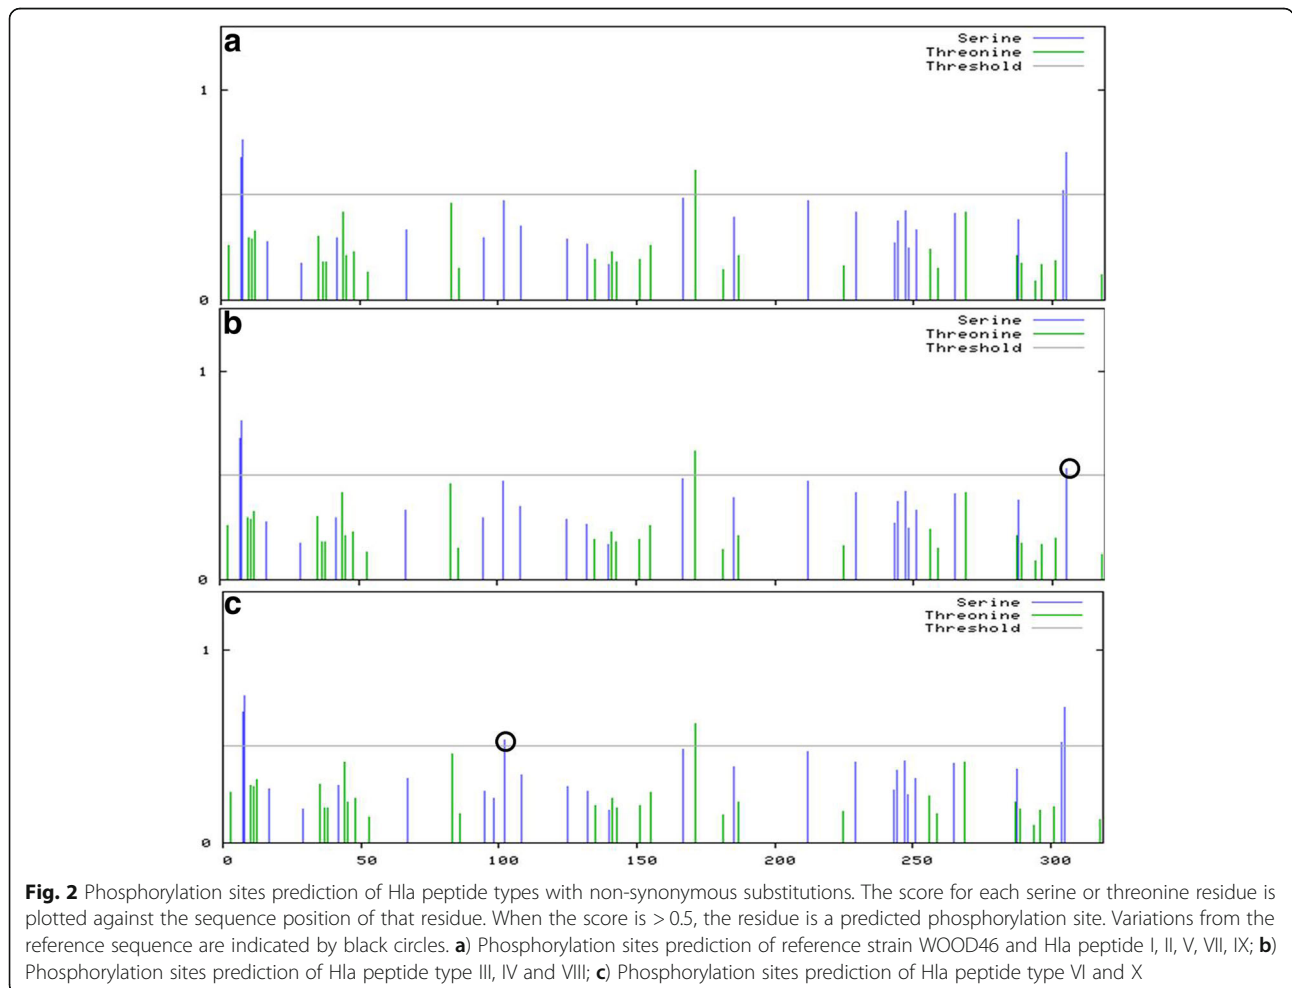 a
Serine
Threonine
Threshold
1
0
b
Serine
Threonine
Threshold
1
0
c
Serine
Threonine
Threshold
1
0
0 50 100 150 200 250 300
Fig. 2 Phosphorylation sites prediction of Hla peptide types with non-synonymous substitutions. The score for each serine or threonine residue is
plotted against the sequence position of that residue. When the score is > 0.5, the residue is a predicted phosphorylation site. Variations from the
reference sequence are indicated by black circles. a) Phosphorylation sites prediction of reference strain WOOD46 and Hla peptide I, II, V, VII, IX; b)
Phosphorylation sites prediction of Hla peptide type III, IV and VIII; c) Phosphorylation sites prediction of Hla peptide type VI and X